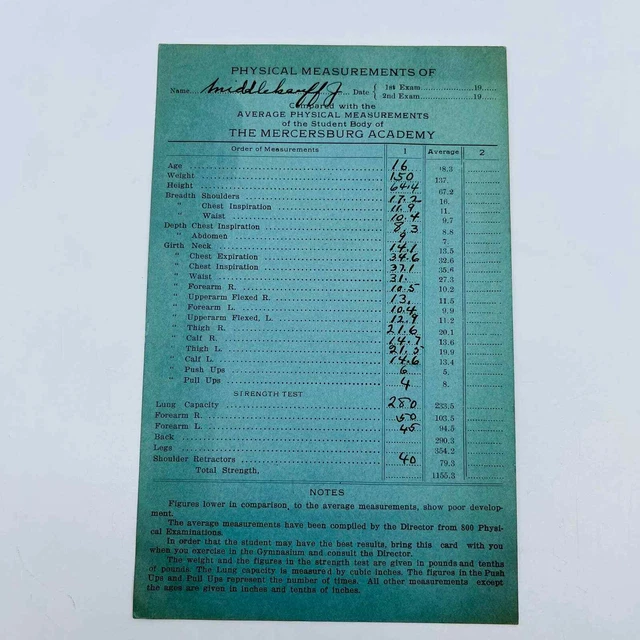 PHYSICAL MEASUREMENTS OF
Name.... Middlekauff, J. Date { 1st Exam 19
2nd Exam 19
Compared with the
AVERAGE PHYSICAL MEASUREMENTS
of the Student Body of
THE MERCERSBURG ACADEMY
Order of Measurements 1 Average 2
Age 16 18.3
Weight 150 137.
Height 64.4 67.2
Breadth Shoulders 17.2 16.
" Chest Inspiration 11.9 11.
" Waist 10.4 9.7
Depth Chest Inspiration 8.3 8.8
" Abdomen 9 7.
Girth Neck 14.1 13.5
" Chest Expiration 34.6 32.6
" Chest Inspiration 37.1 35.6
" Waist 31. 27.3
" Forearm R. 10.5 10.2
" Upperarm Flexed R. 13. 11.5
" Forearm L. 10.4 9.9
" Upperarm Flexed, L. 12.9 11.2
" Thigh R. 21.6 20.1
" Calf R. 14.7 13.6
" Thigh L. 21.5 19.9
" Calf L. 14.6 13.4
" Push Ups 6 5.
" Pull Ups 4 8.
STRENGTH TEST
Lung Capacity 280 233.5
Forearm R. 50 103.5
Forearm L. 45 94.5
Back 290.3
Legs 354.2
Shoulder Retractors 40 79.3
Total Strength, 1155.3
NOTES
Figures lower in comparison, to the average measurements, show poor develop-
ment.
The average measurements have been compiled by the Director from 800 Physi-
cal Examinations.
In order that the student may have the best results, bring this card with you
when you exercise in the Gymnasium and consult the Director.
The weight and the figures in the strength test are given in pounds and tenths
of pounds. The Lung capacity is measured by cubic inches. The figures in the Push
Ups and Pull Ups represent the number of times. All other measurements except
the ages are given in inches and tenths of inches.